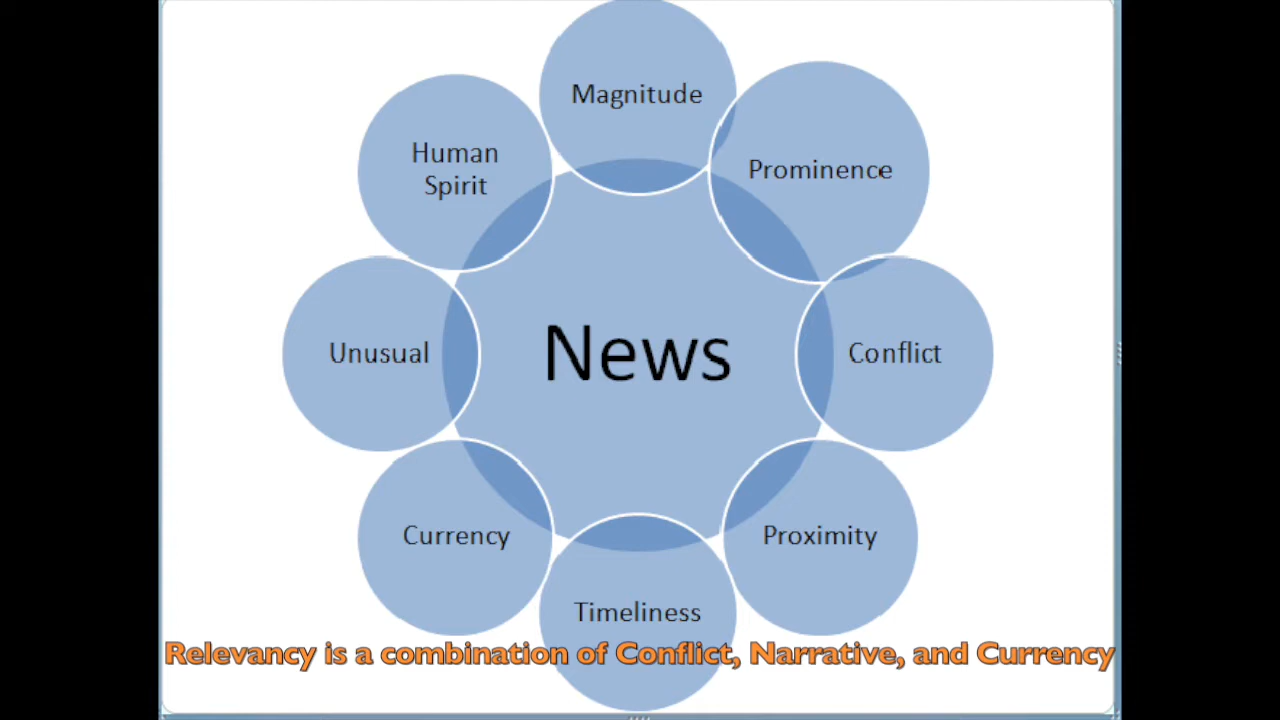 Magnitude
Prominence
Human
Spirit
News
Unusual
Conflict
Currency
Proximity
Timeliness
Relevancy is a combination of Conflict, Narrative, and Currency